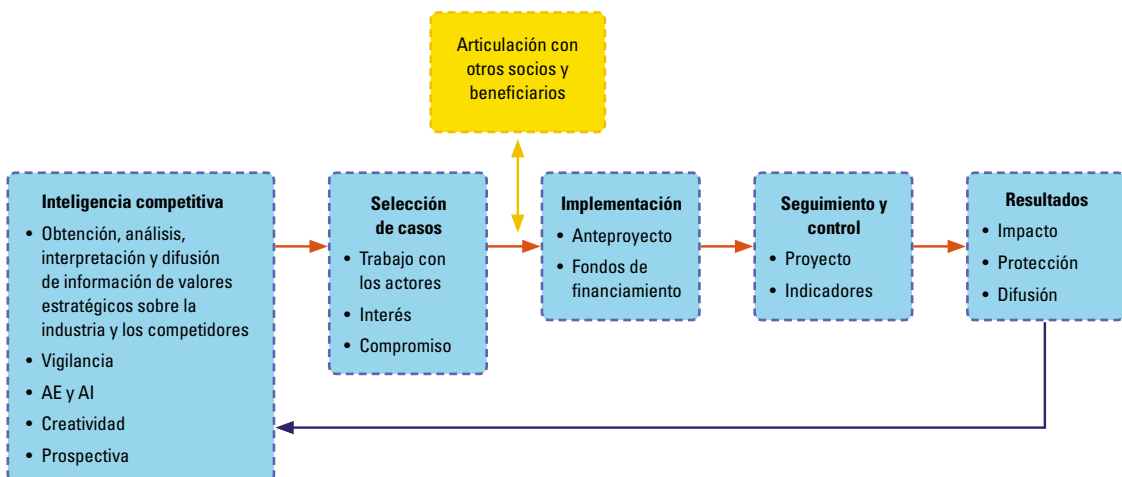 Articulación con
otros socios y
beneficiarios
Inteligencia competitiva
• Obtención, análisis,
interpretación y difusión
de información de valores
estratégicos sobre la
industria y los competidores
• Vigilancia
• AE y AI
• Creatividad
• Prospectiva
Selección
de casos
• Trabajo con
los actores
• Interés
• Compromiso
Implementación
• Anteproyecto
• Fondos de
financiamiento
Seguimiento y
control
• Proyecto
• Indicadores
Resultados
• Impacto
• Protección
• Difusión